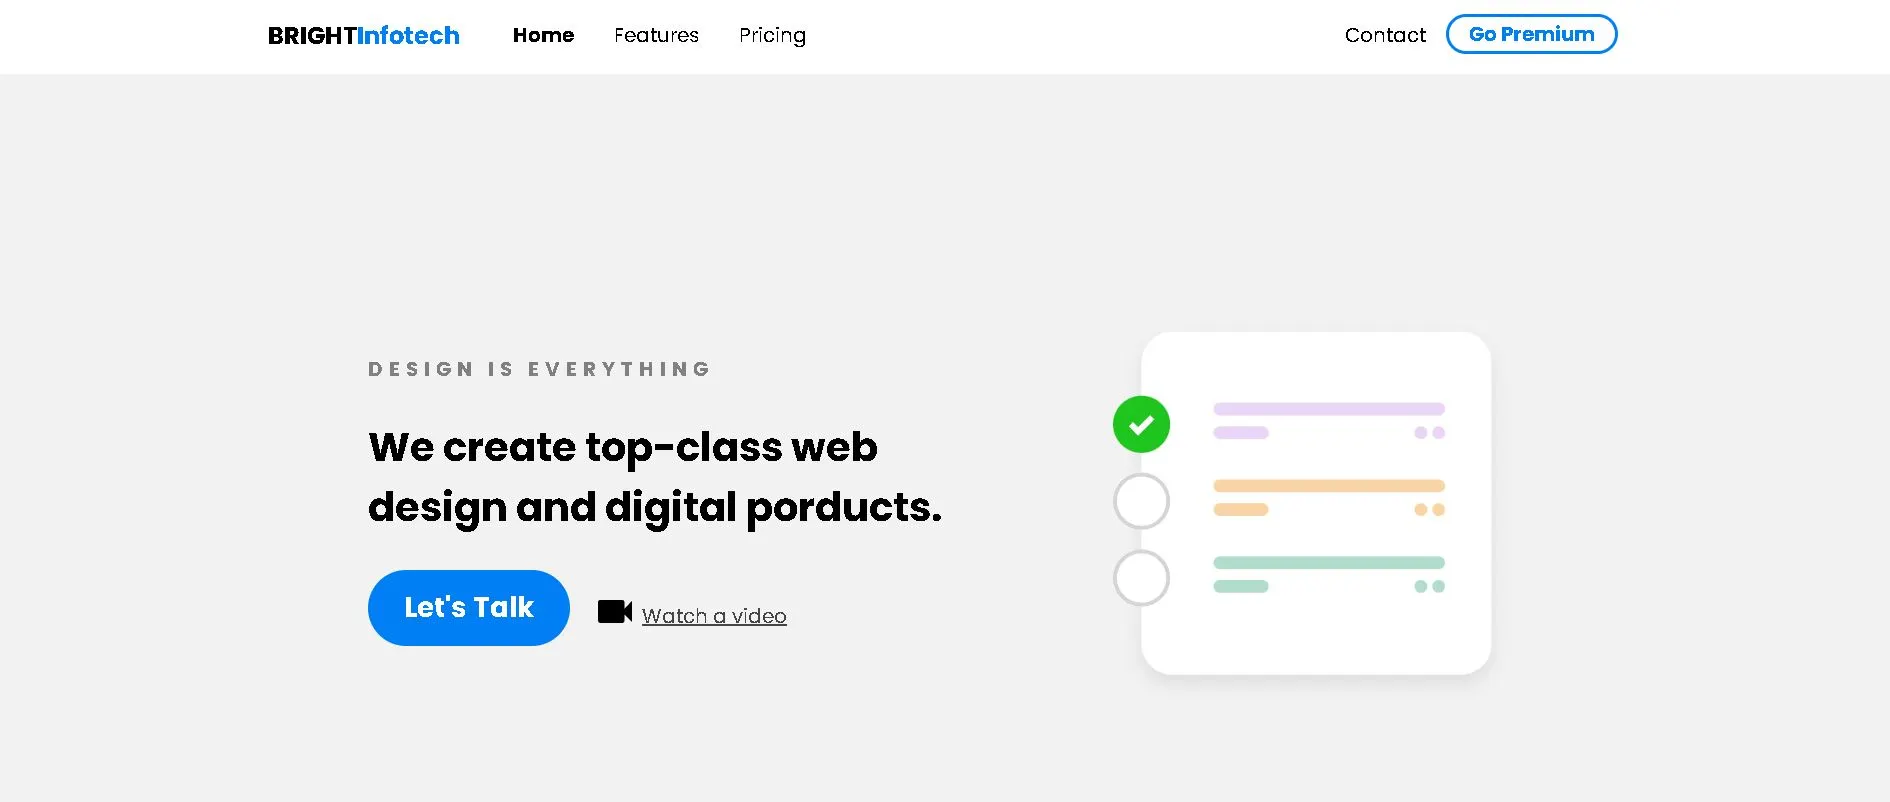 BRIGHTInfotech Home Features Pricing Contact Go Premium
DESIGN IS EVERYTHING
We create top-class web
design and digital porducts.
Let's Talk Watch a video